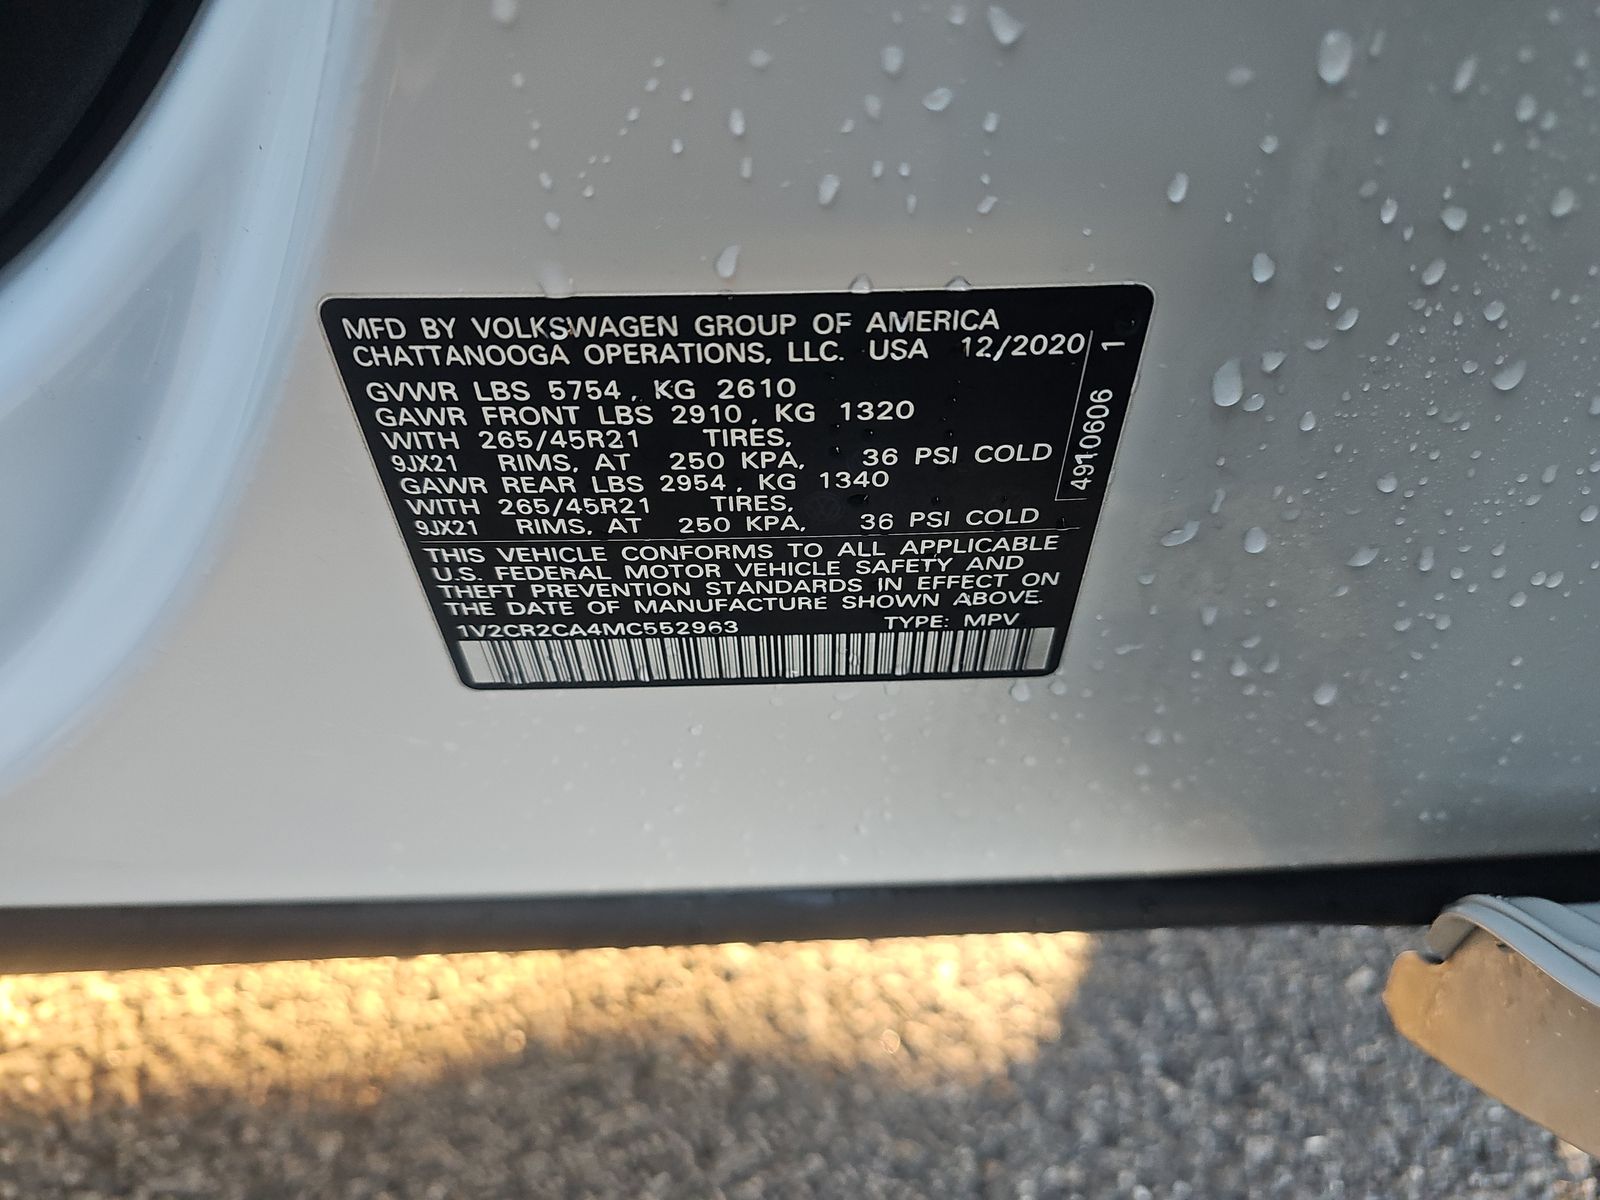 MFD BY VOLKSWAGEN GROUP OF AMERICA
CHATTANOOGA OPERATIONS, LLC. USA 12/2020
GVWR LBS 5754, KG 2610
GAWR FRONT LBS 2910, KG 1320
WITH 265/45R21 TIRES,
9JX21 RIMS, AT 250 KPA, 36 PSI COLD
GAWR REAR LBS 2954, KG 1340
WITH 265/45R21 TIRES,
9JX21 RIMS, AT 250 KPA, 36 PSI COLD
THIS VEHICLE CONFORMS TO ALL APPLICABLE
U.S. FEDERAL MOTOR VEHICLE SAFETY AND
THEFT PREVENTION STANDARDS IN EFFECT ON
THE DATE OF MANUFACTURE SHOWN ABOVE.
1V2CR2CA4MC552963 TYPE: MPV
4910606 1